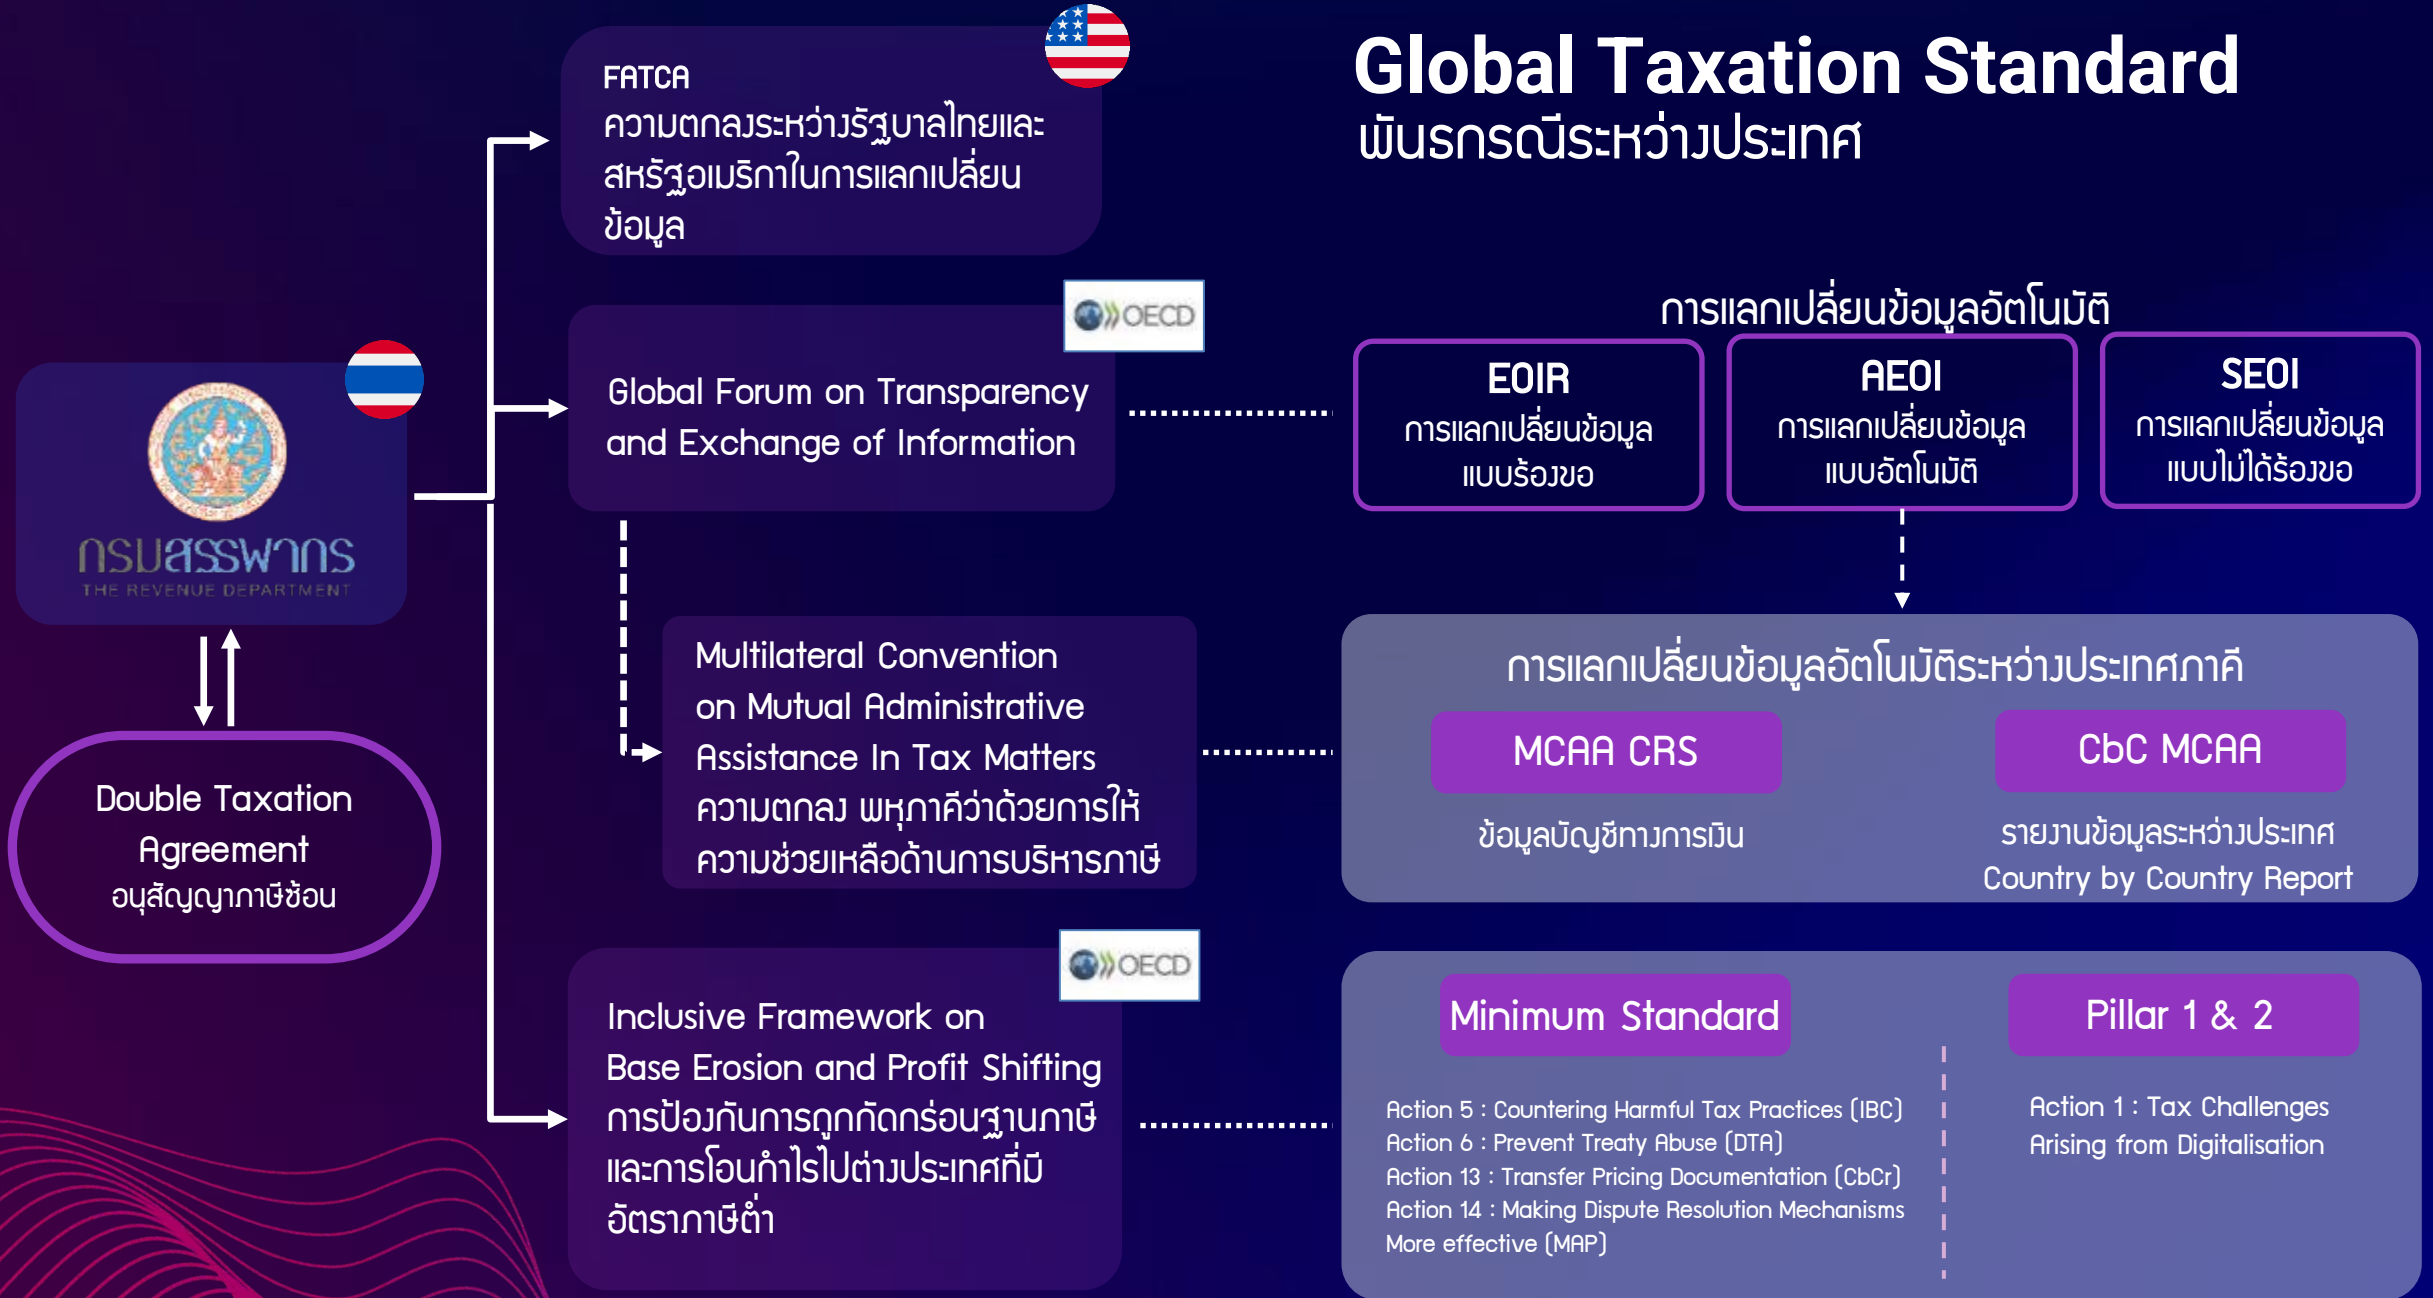 Global Taxation Standard
พันธกรณีระหว่างประเทศ
FATCA
ความตกลงระหว่างรัฐบาลไทยและ
สหรัฐอเมริกาในการแลกเปลี่ยน
ข้อมูล
OECD
Global Forum on Transparency
and Exchange of Information
การแลกเปลี่ยนข้อมูลอัตโนมัติ
EOIR
การแลกเปลี่ยนข้อมูล
แบบร้องขอ
AEOI
การแลกเปลี่ยนข้อมูล
แบบอัตโนมัติ
SEOI
การแลกเปลี่ยนข้อมูล
แบบไม่ได้ร้องขอ
กรมสรรพากร
THE REVENUE DEPARTMENT
Double Taxation
Agreement
อนุสัญญาภาษีซ้อน
Multilateral Convention
on Mutual Administrative
Assistance In Tax Matters
ความตกลง พหุภาคีว่าด้วยการให้
ความช่วยเหลือด้านการบริหารภาษี
การแลกเปลี่ยนข้อมูลอัตโนมัติระหว่างประเทศภาคี
MCAA CRS
ข้อมูลบัญชีทางการเงิน
CbC MCAA
รายงานข้อมูลระหว่างประเทศ
Country by Country Report
OECD
Inclusive Framework on
Base Erosion and Profit Shifting
การป้องกันการถูกกัดกร่อนฐานภาษี
และการโอนกำไรไปต่างประเทศที่มี
อัตราภาษีต่ำ
Minimum Standard
Action 5 : Countering Harmful Tax Practices (IBC)
Action 6 : Prevent Treaty Abuse (DTA)
Action 13 : Transfer Pricing Documentation (CbCr)
Action 14 : Making Dispute Resolution Mechanisms
More effective (MAP)
Pillar 1 & 2
Action 1 : Tax Challenges
Arising from Digitalisation